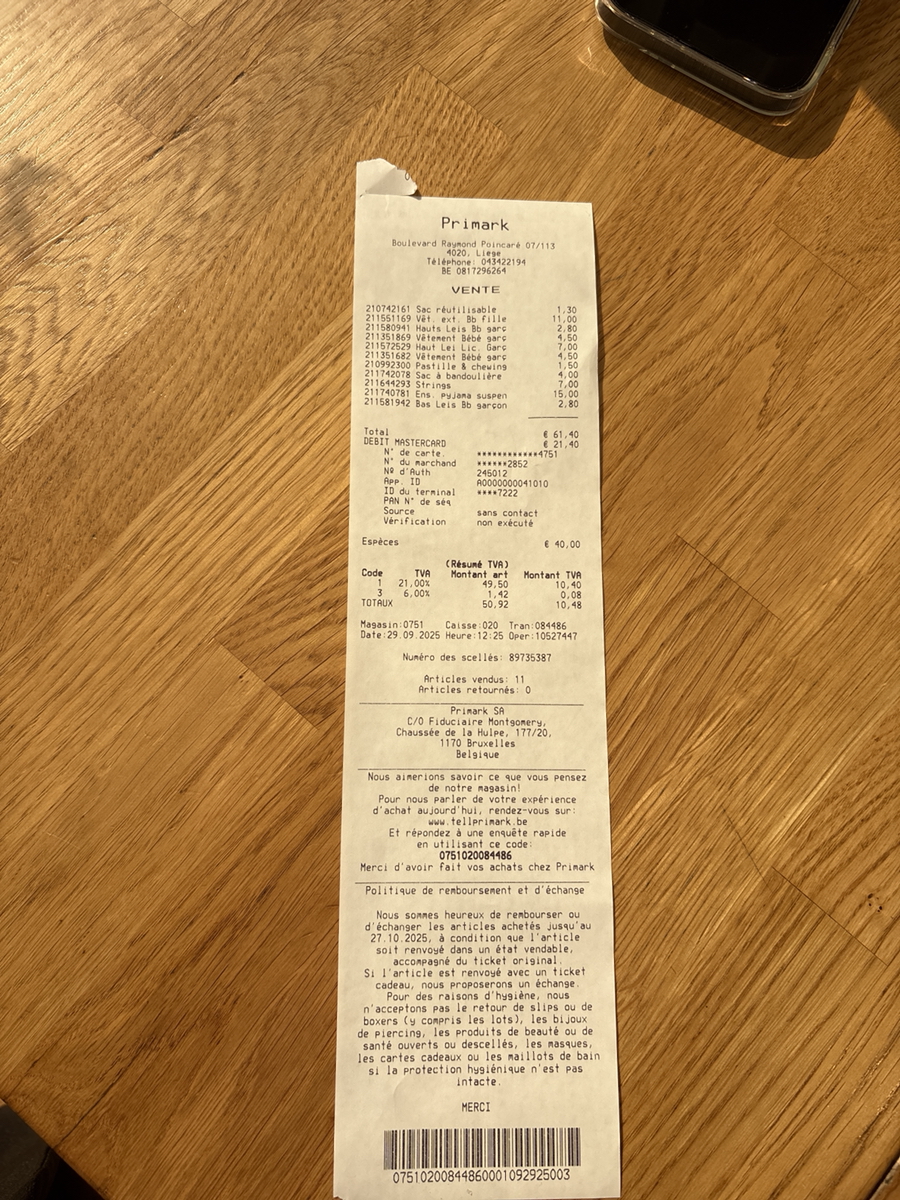 Primark
Boulevard Raymond Poincaré 07/113
4020, Liege
Téléphone: 043422194
BE 0817296264
VENTE
210742161 Sac réutilisable 1,30
211551169 Vêt. ext. Bb fille 11,00
211580941 Hauts Leis Bb garç 2,80
211351869 Vêtement Bébé garç 4,50
211572529 Haut Lei Lic. Garç 7,00
211351682 Vêtement Bébé garç 4,50
210992300 Pastille & chewing 1,50
211742078 Sac à bandoulière 4,00
211644293 Strings 7,00
211740781 Ens. pyjama suspen 15,00
211581942 Bas Leis Bb garçon 2,80
Total € 61,40
DEBIT MASTERCARD € 21,40
N° de carte. ************4751
N° du marchand ******2852
Nº d'Auth 245012
App. ID A0000000041010
ID du terminal ****7222
PAN N° de séq
Source sans contact
Vérification non exécuté
Espèces € 40,00
(Résumé TVA)
Code TVA Montant art Montant TVA
1 21,00% 49,50 10,40
3 6,00% 1,42 0,08
TOTAUX 50,92 10,48
Magasin:0751 Caisse:020 Tran:084486
Date:29.09.2025 Heure:12:25 Oper:10527447
Numéro des scellés: 89735387
Articles vendus: 11
Articles retournés: 0
Primark SA
C/O Fiduciaire Montgomery,
Chaussée de la Hulpe, 177/20,
1170 Bruxelles
Belgique
Nous aimerions savoir ce que vous pensez
de notre magasin!
Pour nous parler de votre expérience
d'achat aujourd'hui, rendez-vous sur:
www.tellprimark.be
Et répondez à une enquête rapide
en utilisant ce code:
0751020084486
Merci d'avoir fait vos achats chez Primark
Politique de remboursement et d'échange
Nous sommes heureux de rembourser ou
d'échanger les articles achetés jusqu'au
27.10.2025, à condition que l'article
soit renvoyé dans un état vendable,
accompagné du ticket original.
Si l'article est renvoyé avec un ticket
cadeau, nous proposerons un échange.
Pour des raisons d'hygiène, nous
n'acceptons pas le retour de slips ou de
boxers (y compris les lots), les bijoux
de piercing, les produits de beauté ou de
santé ouverts ou descellés, les masques,
les cartes cadeaux ou les maillots de bain
si la protection hygiénique n'est pas
intacte.
MERCI
07510200844860001092925003